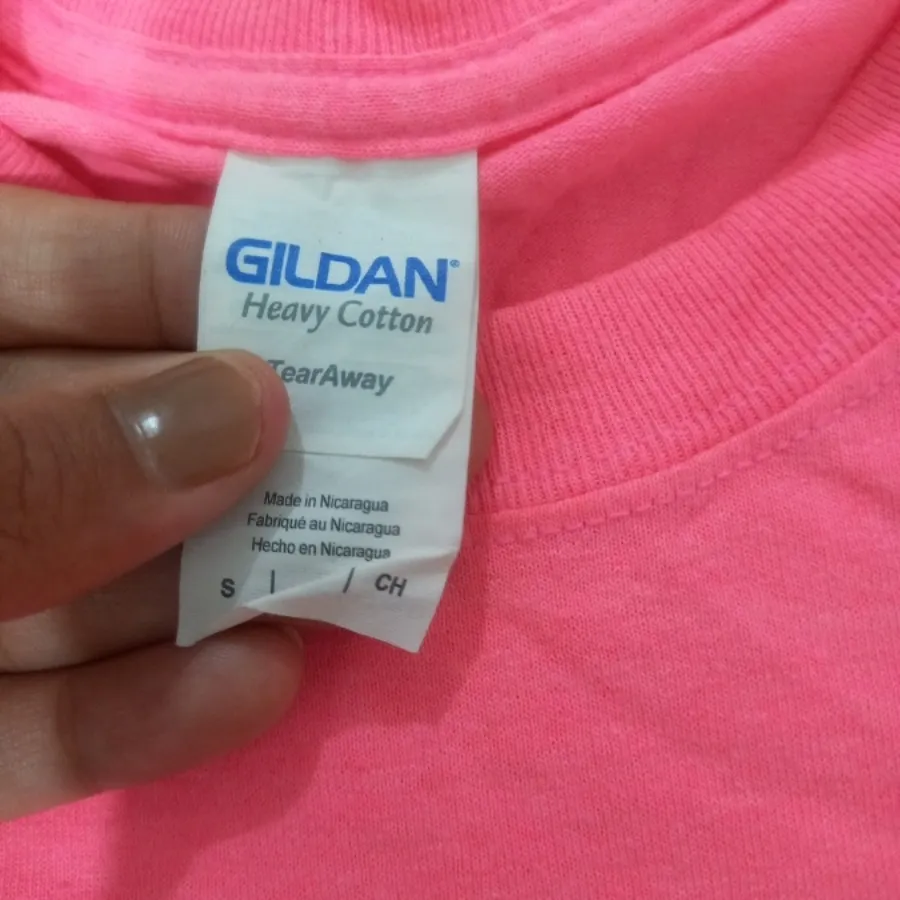 GILDAN®
Heavy Cotton
TearAway
Made in Nicaragua
Fabriqué au Nicaragua
Hecho en Nicaragua
S / / CH